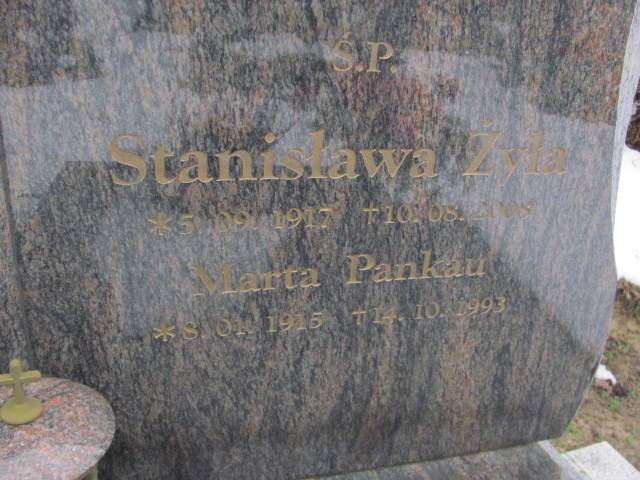 Ś.P.
Stanisława Żyła
*5. 09. 1917 †10. 08. 2008
Marta Pankau
*8. 01. 1915 †14. 10. 1993